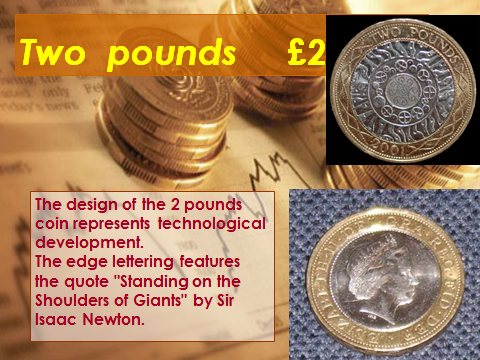 Two pounds £2
TWO POUNDS
2001
The design of the 2 pounds
coin represents technological
development.
The edge lettering features
the quote "Standing on the
Shoulders of Giants" by Sir
Isaac Newton.